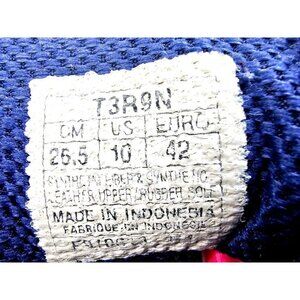 T3R9N
CM US EURO
26.5 10 42
SYNTHETIC FIBER & SYNTHETIC
LEATHER UPPER / RUBBER SOLE
MADE IN INDONESIA
FABRIQUE EN INDONESIE